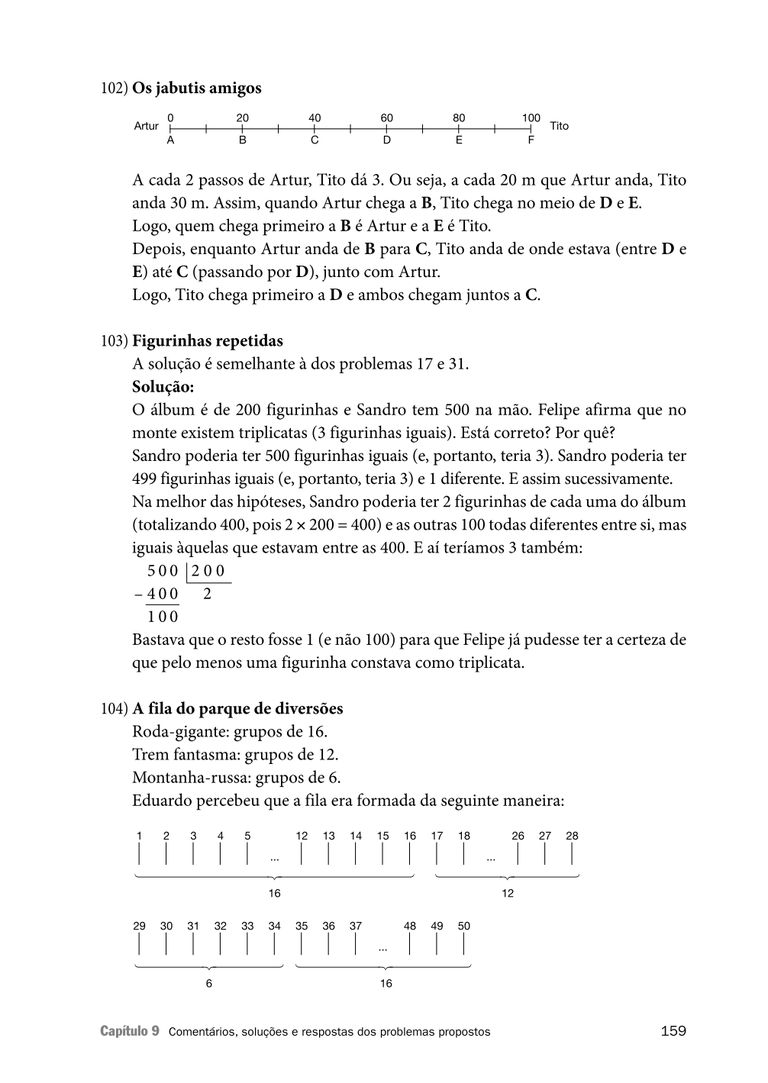 102) Os jabutis amigos
0 20 40 60 80 100
Artur Tito
A B C D E F
A cada 2 passos de Artur, Tito dá 3. Ou seja, a cada 20 m que Artur anda, Tito
anda 30 m. Assim, quando Artur chega a B, Tito chega no meio de D e E.
Logo, quem chega primeiro a B é Artur e a E é Tito.
Depois, enquanto Artur anda de B para C, Tito anda de onde estava (entre D e
E) até C (passando por D), junto com Artur.
Logo, Tito chega primeiro a D e ambos chegam juntos a C.
103) Figurinhas repetidas
A solução é semelhante à dos problemas 17 e 31.
Solução:
O álbum é de 200 figurinhas e Sandro tem 500 na mão. Felipe afirma que no
monte existem triplicatas (3 figurinhas iguais). Está correto? Por quê?
Sandro poderia ter 500 figurinhas iguais (e, portanto, teria 3). Sandro poderia ter
499 figurinhas iguais (e, portanto, teria 3) e 1 diferente. E assim sucessivamente.
Na melhor das hipóteses, Sandro poderia ter 2 figurinhas de cada uma do álbum
(totalizando 400, pois 2 × 200 = 400) e as outras 100 todas diferentes entre si, mas
iguais àquelas que estavam entre as 400. E aí teríamos 3 também:
500 200
– 400 2
100
Bastava que o resto fosse 1 (e não 100) para que Felipe já pudesse ter a certeza de
que pelo menos uma figurinha constava como triplicata.
104) A fila do parque de diversões
Roda-gigante: grupos de 16.
Trem fantasma: grupos de 12.
Montanha-russa: grupos de 6.
Eduardo percebeu que a fila era formada da seguinte maneira:
1 2 3 4 5 ... 12 13 14 15 16 17 18 ... 26 27 28
16 12
29 30 31 32 33 34 35 36 37 ... 48 49 50
6 16
Capítulo 9 Comentários, soluções e respostas dos problemas propostos 159